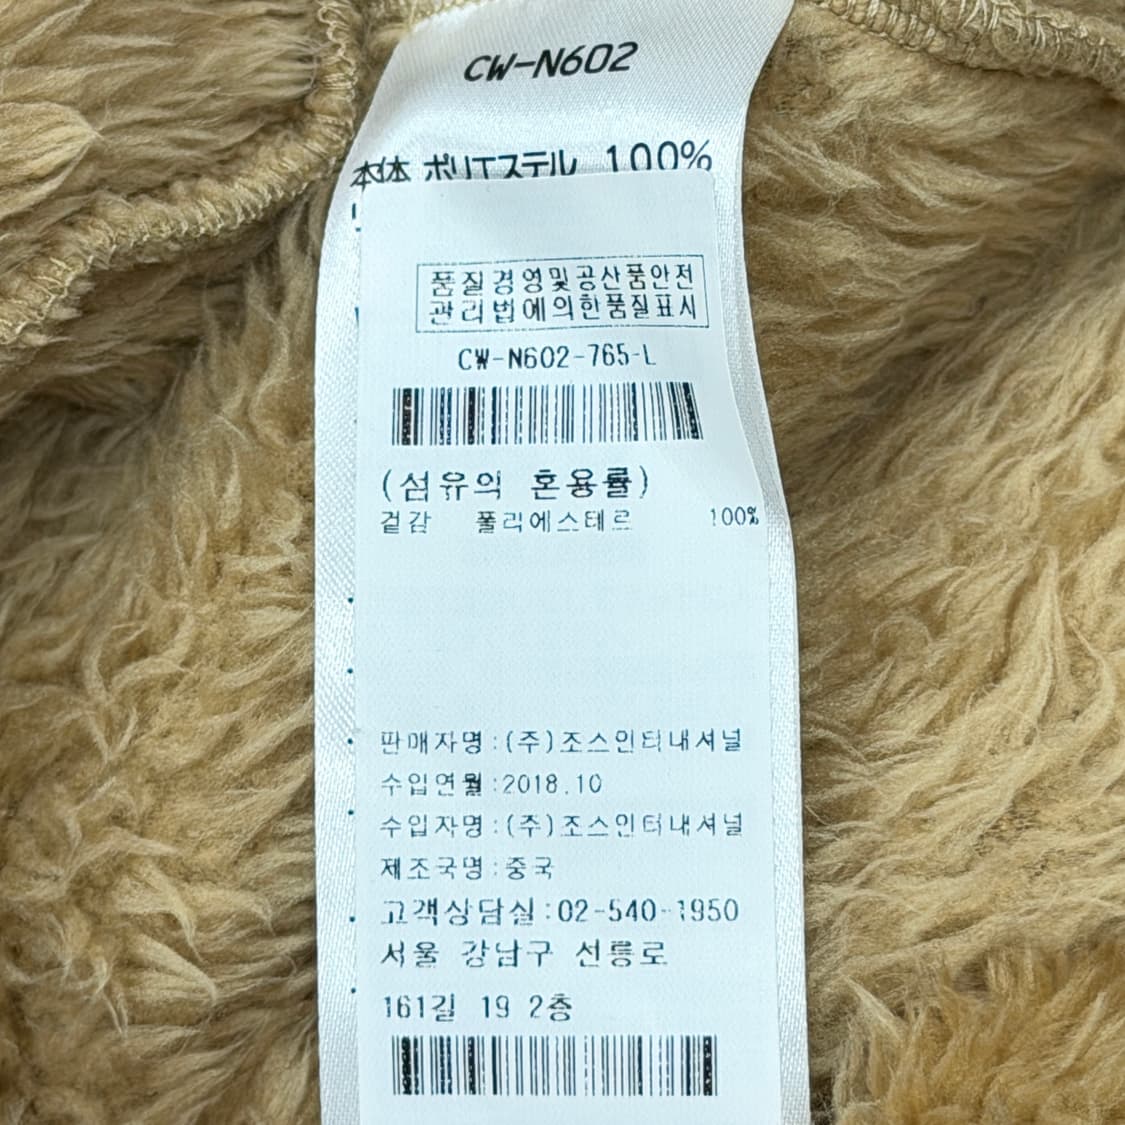 CW-N602
本体 ポリエステル 100%
품질경영및공산품안전
관리법에의한품질표시
CW-N602-765-L
(섬유의 혼용률)
겉감 폴리에스테르 100%
판매자명:(주)조스인터내셔널
수입연월:2018.10
수입자명:(주)조스인터내셔널
제조국명:중국
고객상담실:02-540-1950
서울 강남구 선릉로
161길 19 2층